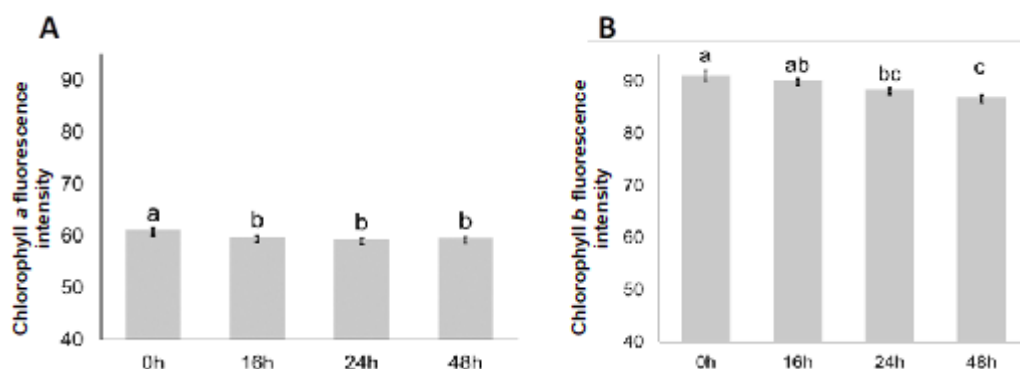 A
Chlorophyll a fluorescence
intensity
90
80
70
60
50
40
a
b
b
b
0h
16h
24h
48h
B
Chlorophyll b fluorescence
intensity
90
80
70
60
50
40
a
ab
bc
c
0h
16h
24h
48h